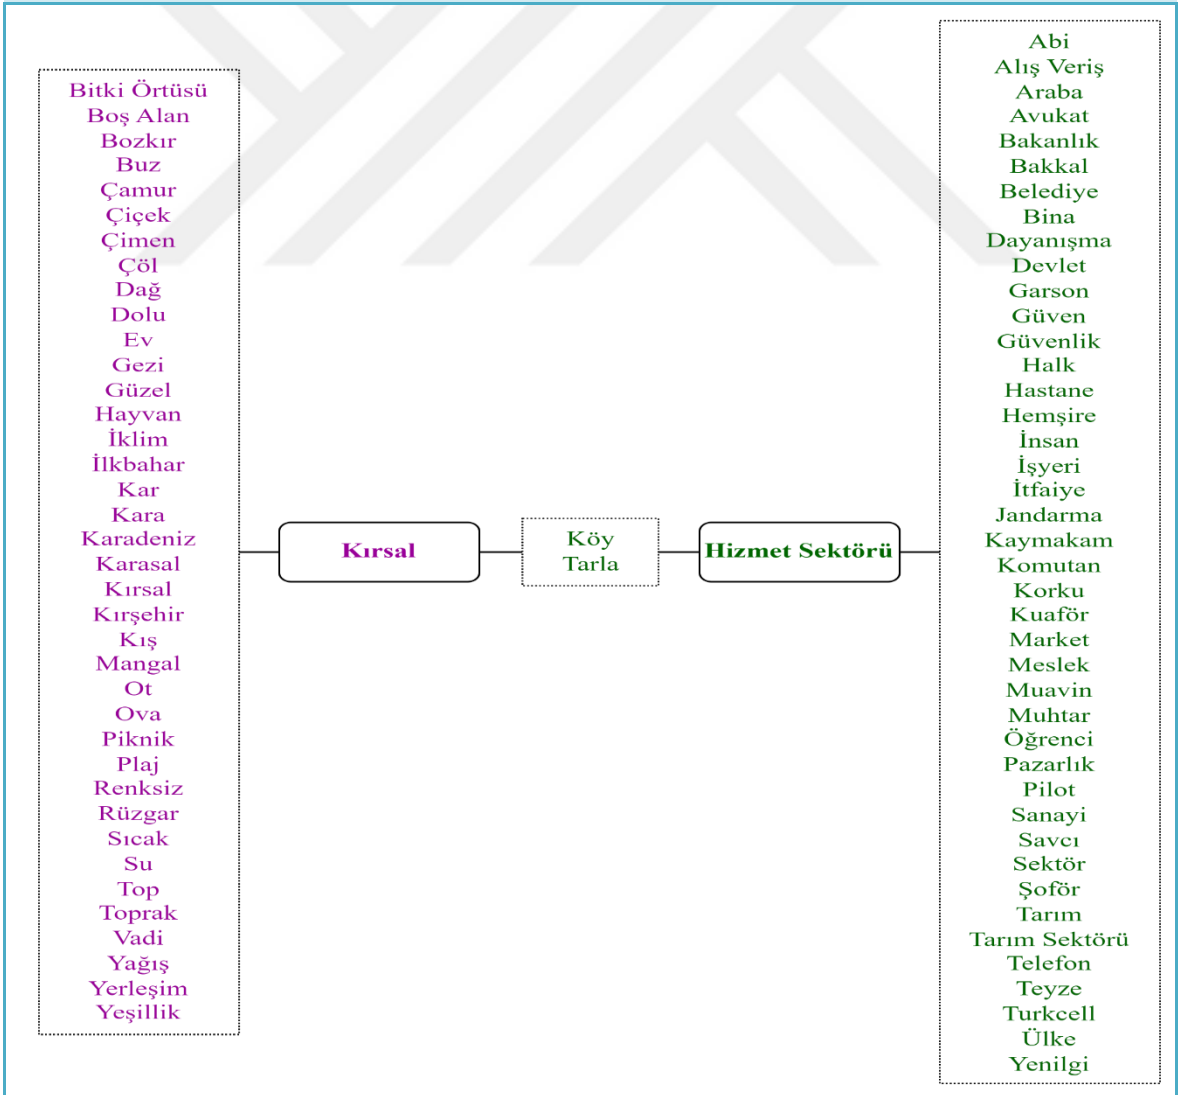 Bitki Örtüsü
Boş Alan
Bozkır
Buz
Çamur
Çiçek
Çimen
Çöl
Dağ
Dolu
Ev
Gezi
Güzel
Hayvan
İklim
İlkbahar
Kar
Kara
Karadeniz
Karasal
Kırsal
Kırşehir
Kış
Mangal
Ot
Ova
Piknik
Plaj
Renksiz
Rüzgar
Sıcak
Su
Top
Toprak
Vadi
Yağış
Yerleşim
Yeşillik
Kırsal
Köy
Tarla
Hizmet Sektörü
Abi
Alış Veriş
Araba
Avukat
Bakanlık
Bakkal
Belediye
Bina
Dayanışma
Devlet
Garson
Güven
Güvenlik
Halk
Hastane
Hemşire
İnsan
İşyeri
İtfaiye
Jandarma
Kaymakam
Komutan
Korku
Kuaför
Market
Meslek
Muavin
Muhtar
Öğrenci
Pazarlık
Pilot
Sanayi
Savcı
Sektör
Şoför
Tarım
Tarım Sektörü
Telefon
Teyze
Turkcell
Ülke
Yenilgi